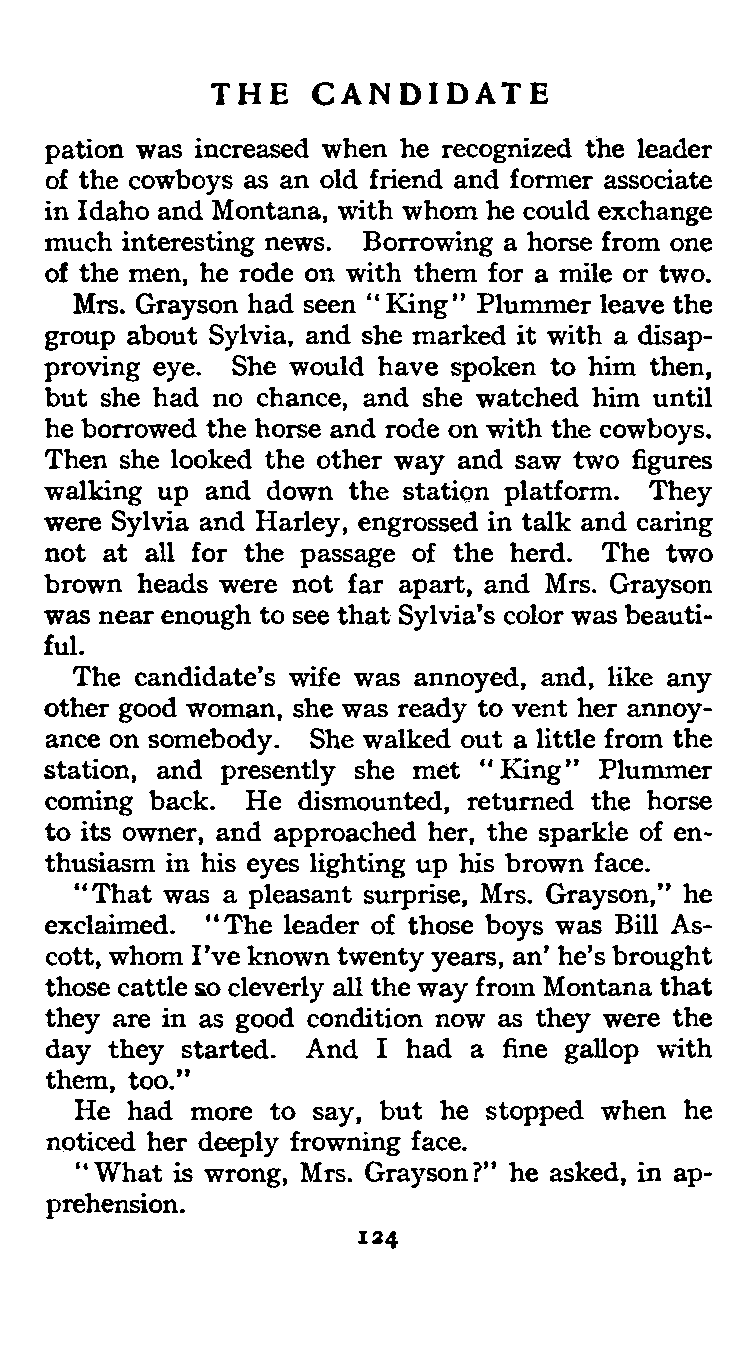 THE CANDIDATE
pation was increased when he recognized the leader
of the cowboys as an old friend and former associate
in Idaho and Montana, with whom he could exchange
much interesting news. Borrowing a horse from one
of the men, he rode on with them for a mile or two.
Mrs. Grayson had seen "King" Plummer leave the
group about Sylvia, and she marked it with a disap-
proving eye. She would have spoken to him then,
but she had no chance, and she watched him until
he borrowed the horse and rode on with the cowboys.
Then she looked the other way and saw two figures
walking up and down the station platform. They
were Sylvia and Harley, engrossed in talk and caring
not at all for the passage of the herd. The two
brown heads were not far apart, and Mrs. Grayson
was near enough to see that Sylvia's color was beauti-
ful.
The candidate's wife was annoyed, and, like any
other good woman, she was ready to vent her annoy-
ance on somebody. She walked out a little from the
station, and presently she met "King" Plummer
coming back. He dismounted, returned the horse
to its owner, and approached her, the sparkle of en-
thusiasm in his eyes lighting up his brown face.
"That was a pleasant surprise, Mrs. Grayson," he
exclaimed. "The leader of those boys was Bill As-
cott, whom I've known twenty years, an' he's brought
those cattle so cleverly all the way from Montana that
they are in as good condition now as they were the
day they started. And I had a fine gallop with
them, too."
He had more to say, but he stopped when he
noticed her deeply frowning face.
"What is wrong, Mrs. Grayson?" he asked, in ap-
prehension.
124